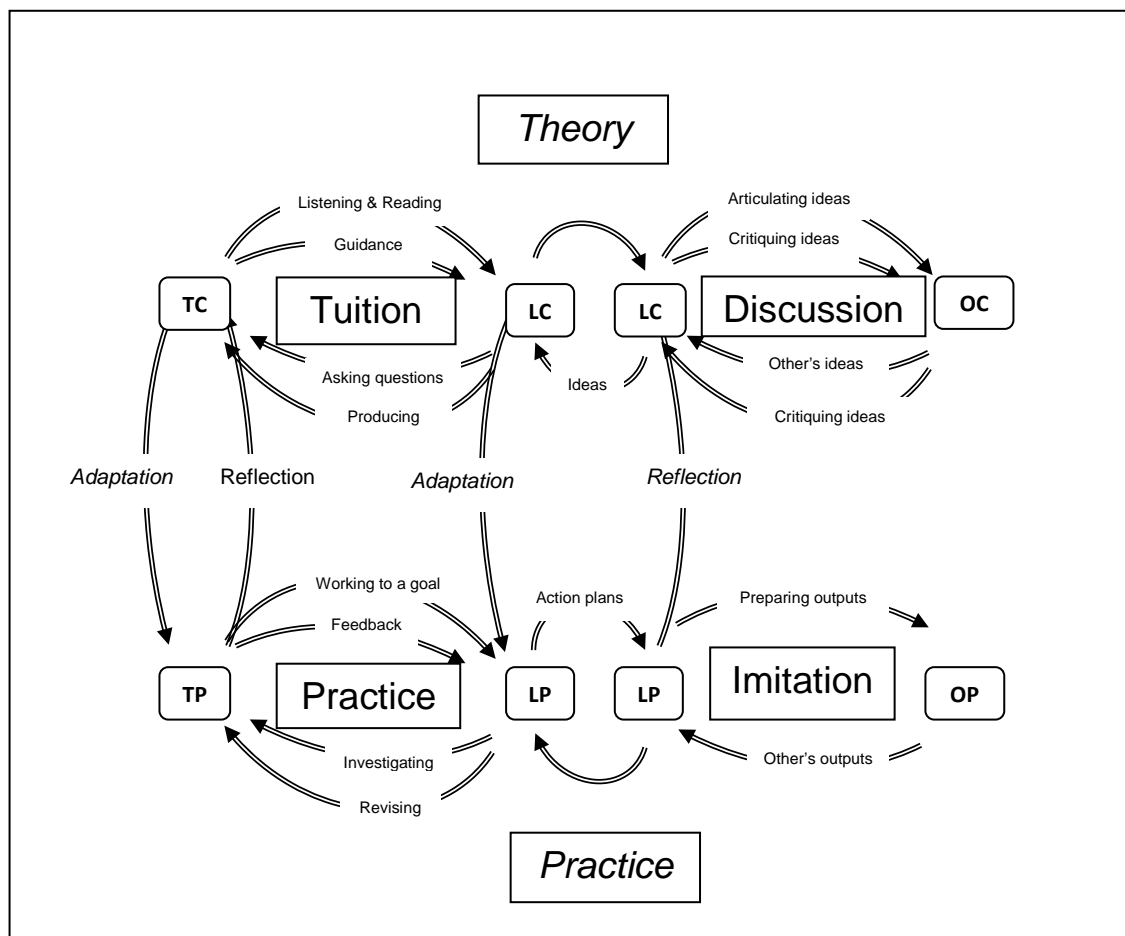 Theory
Listening & Reading
Articulating ideas
Guidance
Critiquing ideas
TC
Tuition
LC
LC
Discussion
OC
Asking questions
Ideas
Other's ideas
Producing
Critiquing ideas
Adaptation
Reflection
Adaptation
Reflection
Working to a goal
Action plans
Preparing outputs
Feedback
TP
Practice
LP
LP
Imitation
OP
Investigating
Other's outputs
Revising
Practice